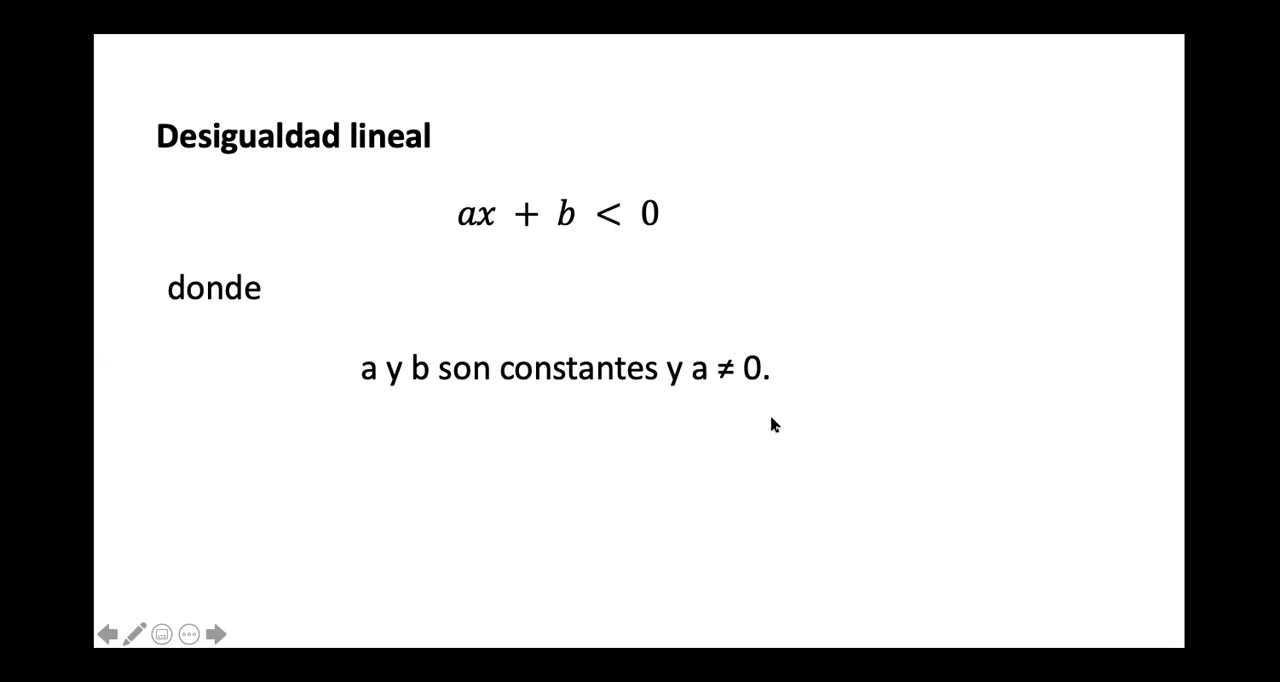 Desigualdad lineal
ax + b < 0
donde
a y b son constantes y a ≠ 0.